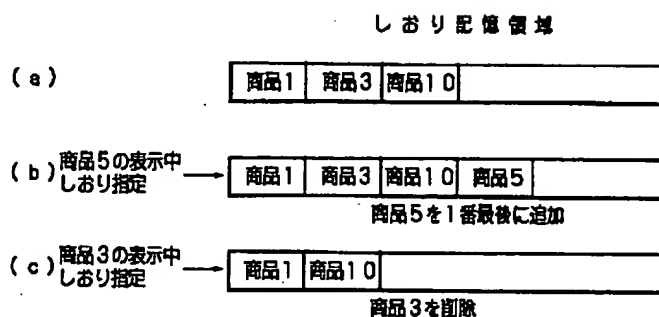 しおり記憶領域
(a) 商品1 商品3 商品10
(b) 商品5の表示中 しおり指定 商品1 商品3 商品10 商品5
商品5を1番最後に追加
(c) 商品3の表示中 しおり指定 商品1 商品10
商品3を削除